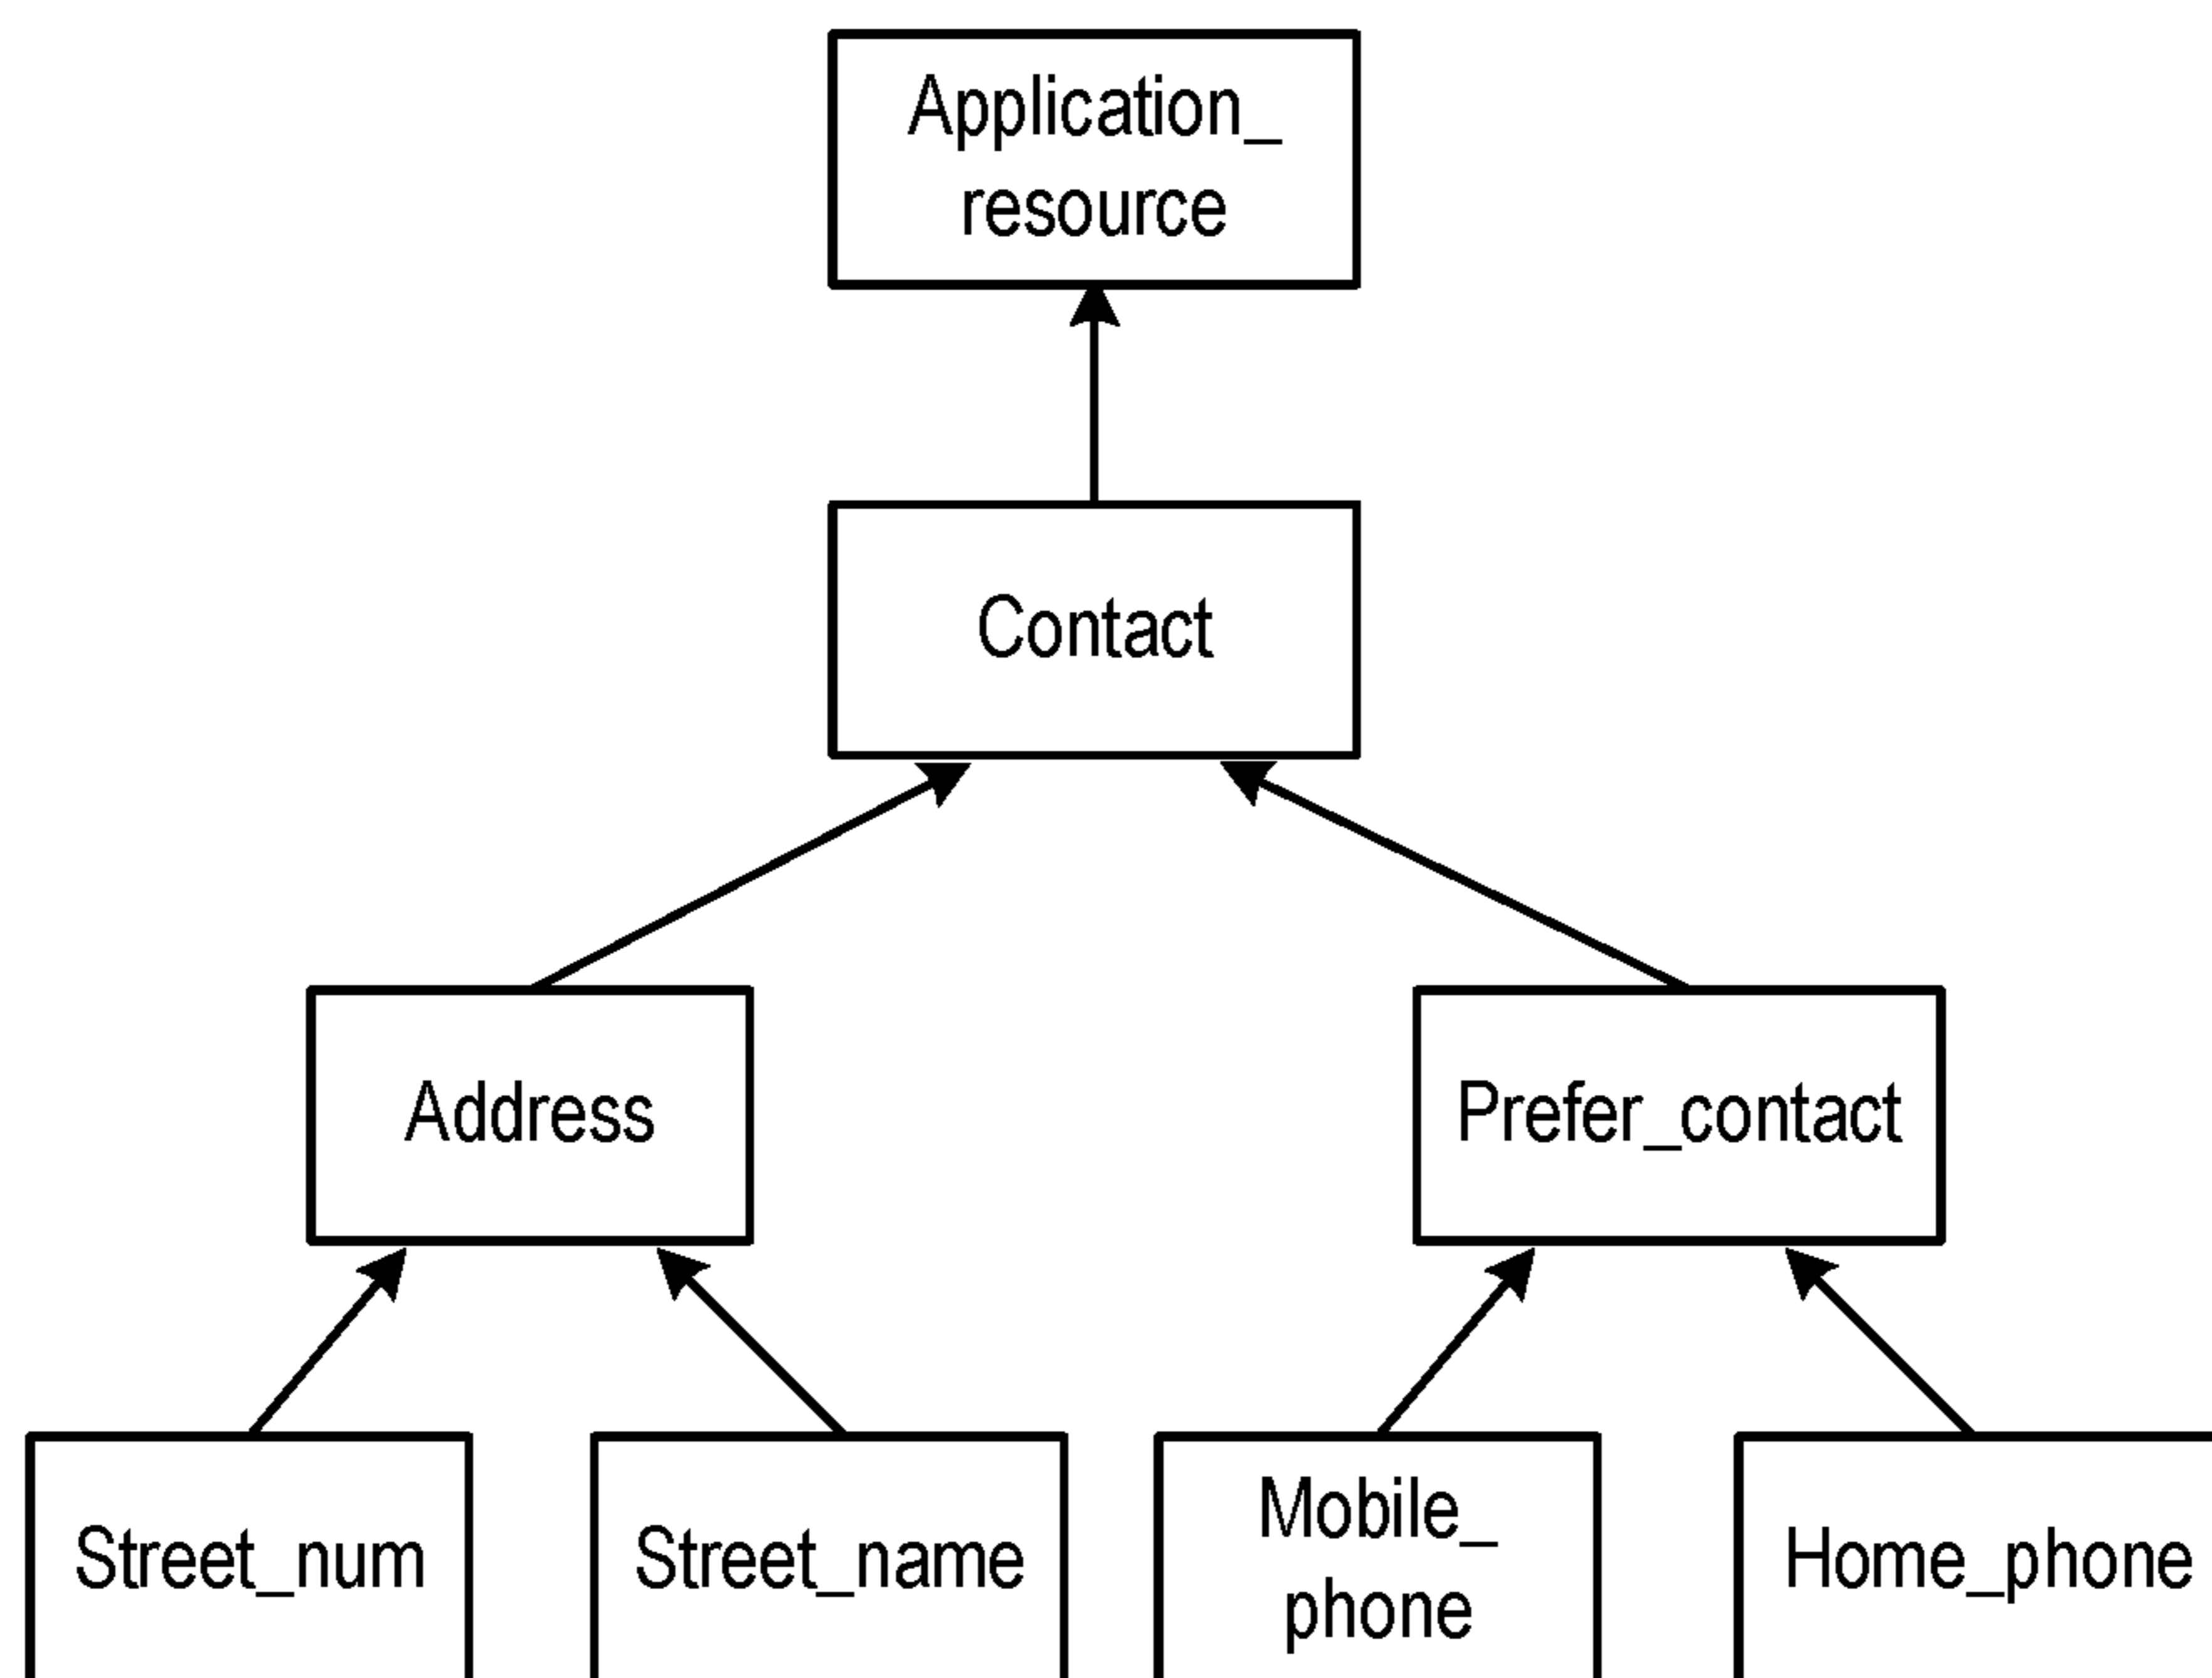 Application_
resource
Contact
Address
Prefer_contact
Street_num
Street_name
Mobile_
phone
Home_phone